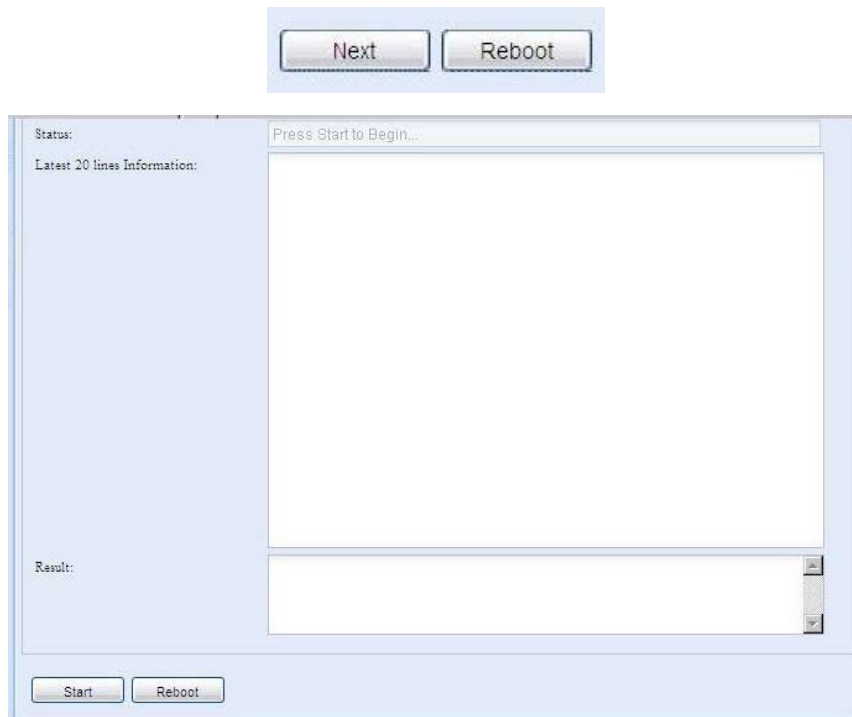 Next Reboot
Status: Press Start to Begin...
Latest 20 lines Information:
Result:
Start Reboot